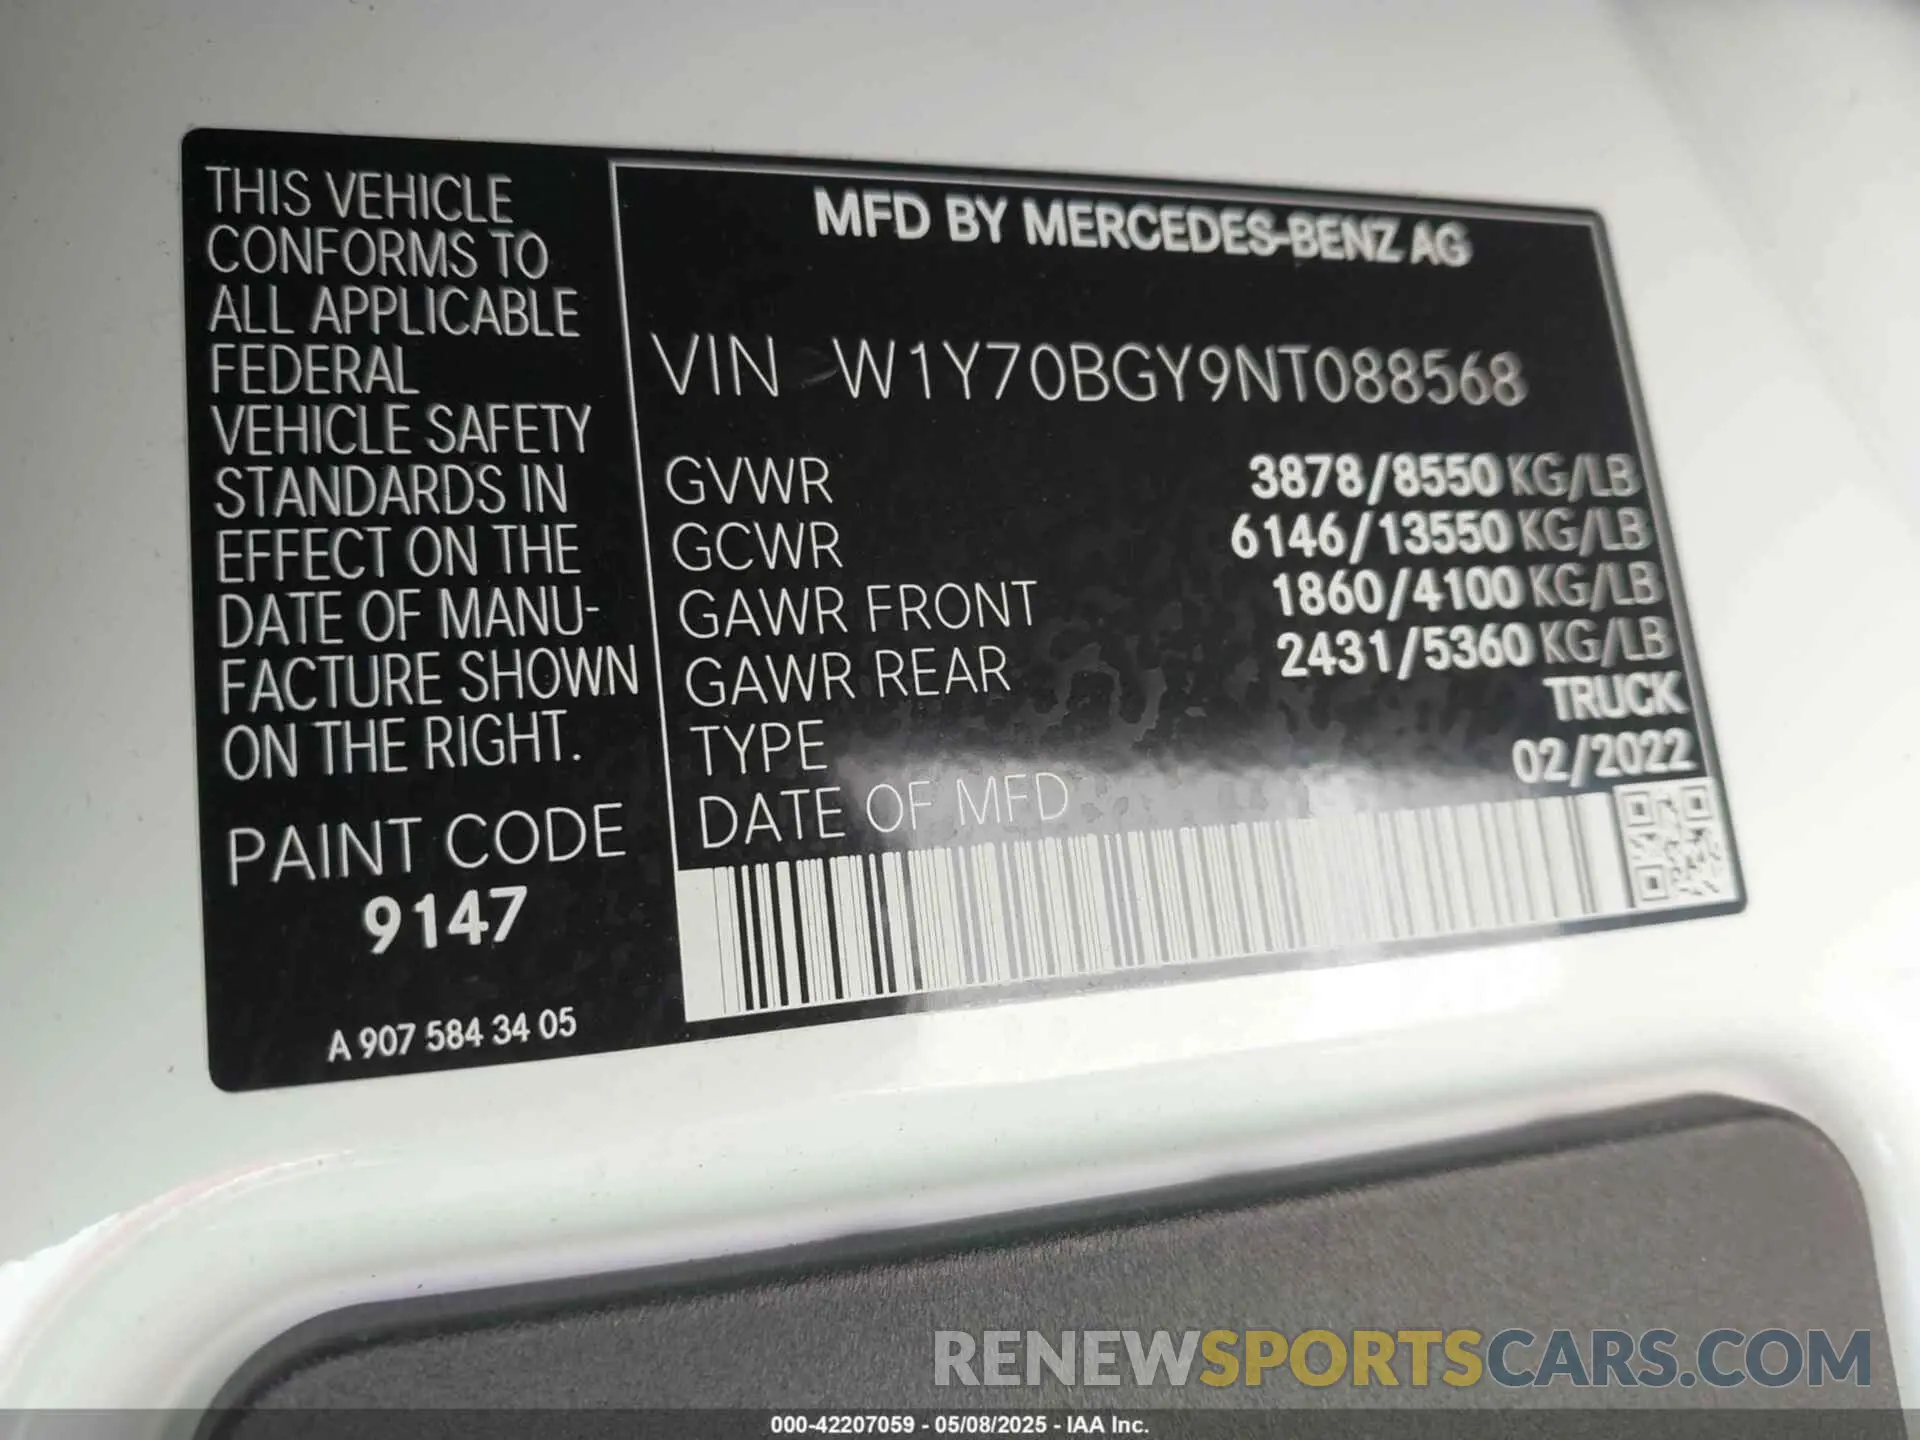 THIS VEHICLE
CONFORMS TO
ALL APPLICABLE
FEDERAL
VEHICLE SAFETY
STANDARDS IN
EFFECT ON THE
DATE OF MANU-
FACTURE SHOWN
ON THE RIGHT.
PAINT CODE
9147
A 907 584 34 05
MFD BY MERCEDES-BENZ AG
VIN W1Y70BGY9NT088568
GVWR 3878/8550 KG/LB
GCWR 6146/13550 KG/LB
GAWR FRONT 1860/4100 KG/LB
GAWR REAR 2431/5360 KG/LB
TYPE TRUCK
DATE OF MFD 02/2022
RENEWSPORTSCARS.COM
000-42207059 - 05/08/2025 - IAA Inc.